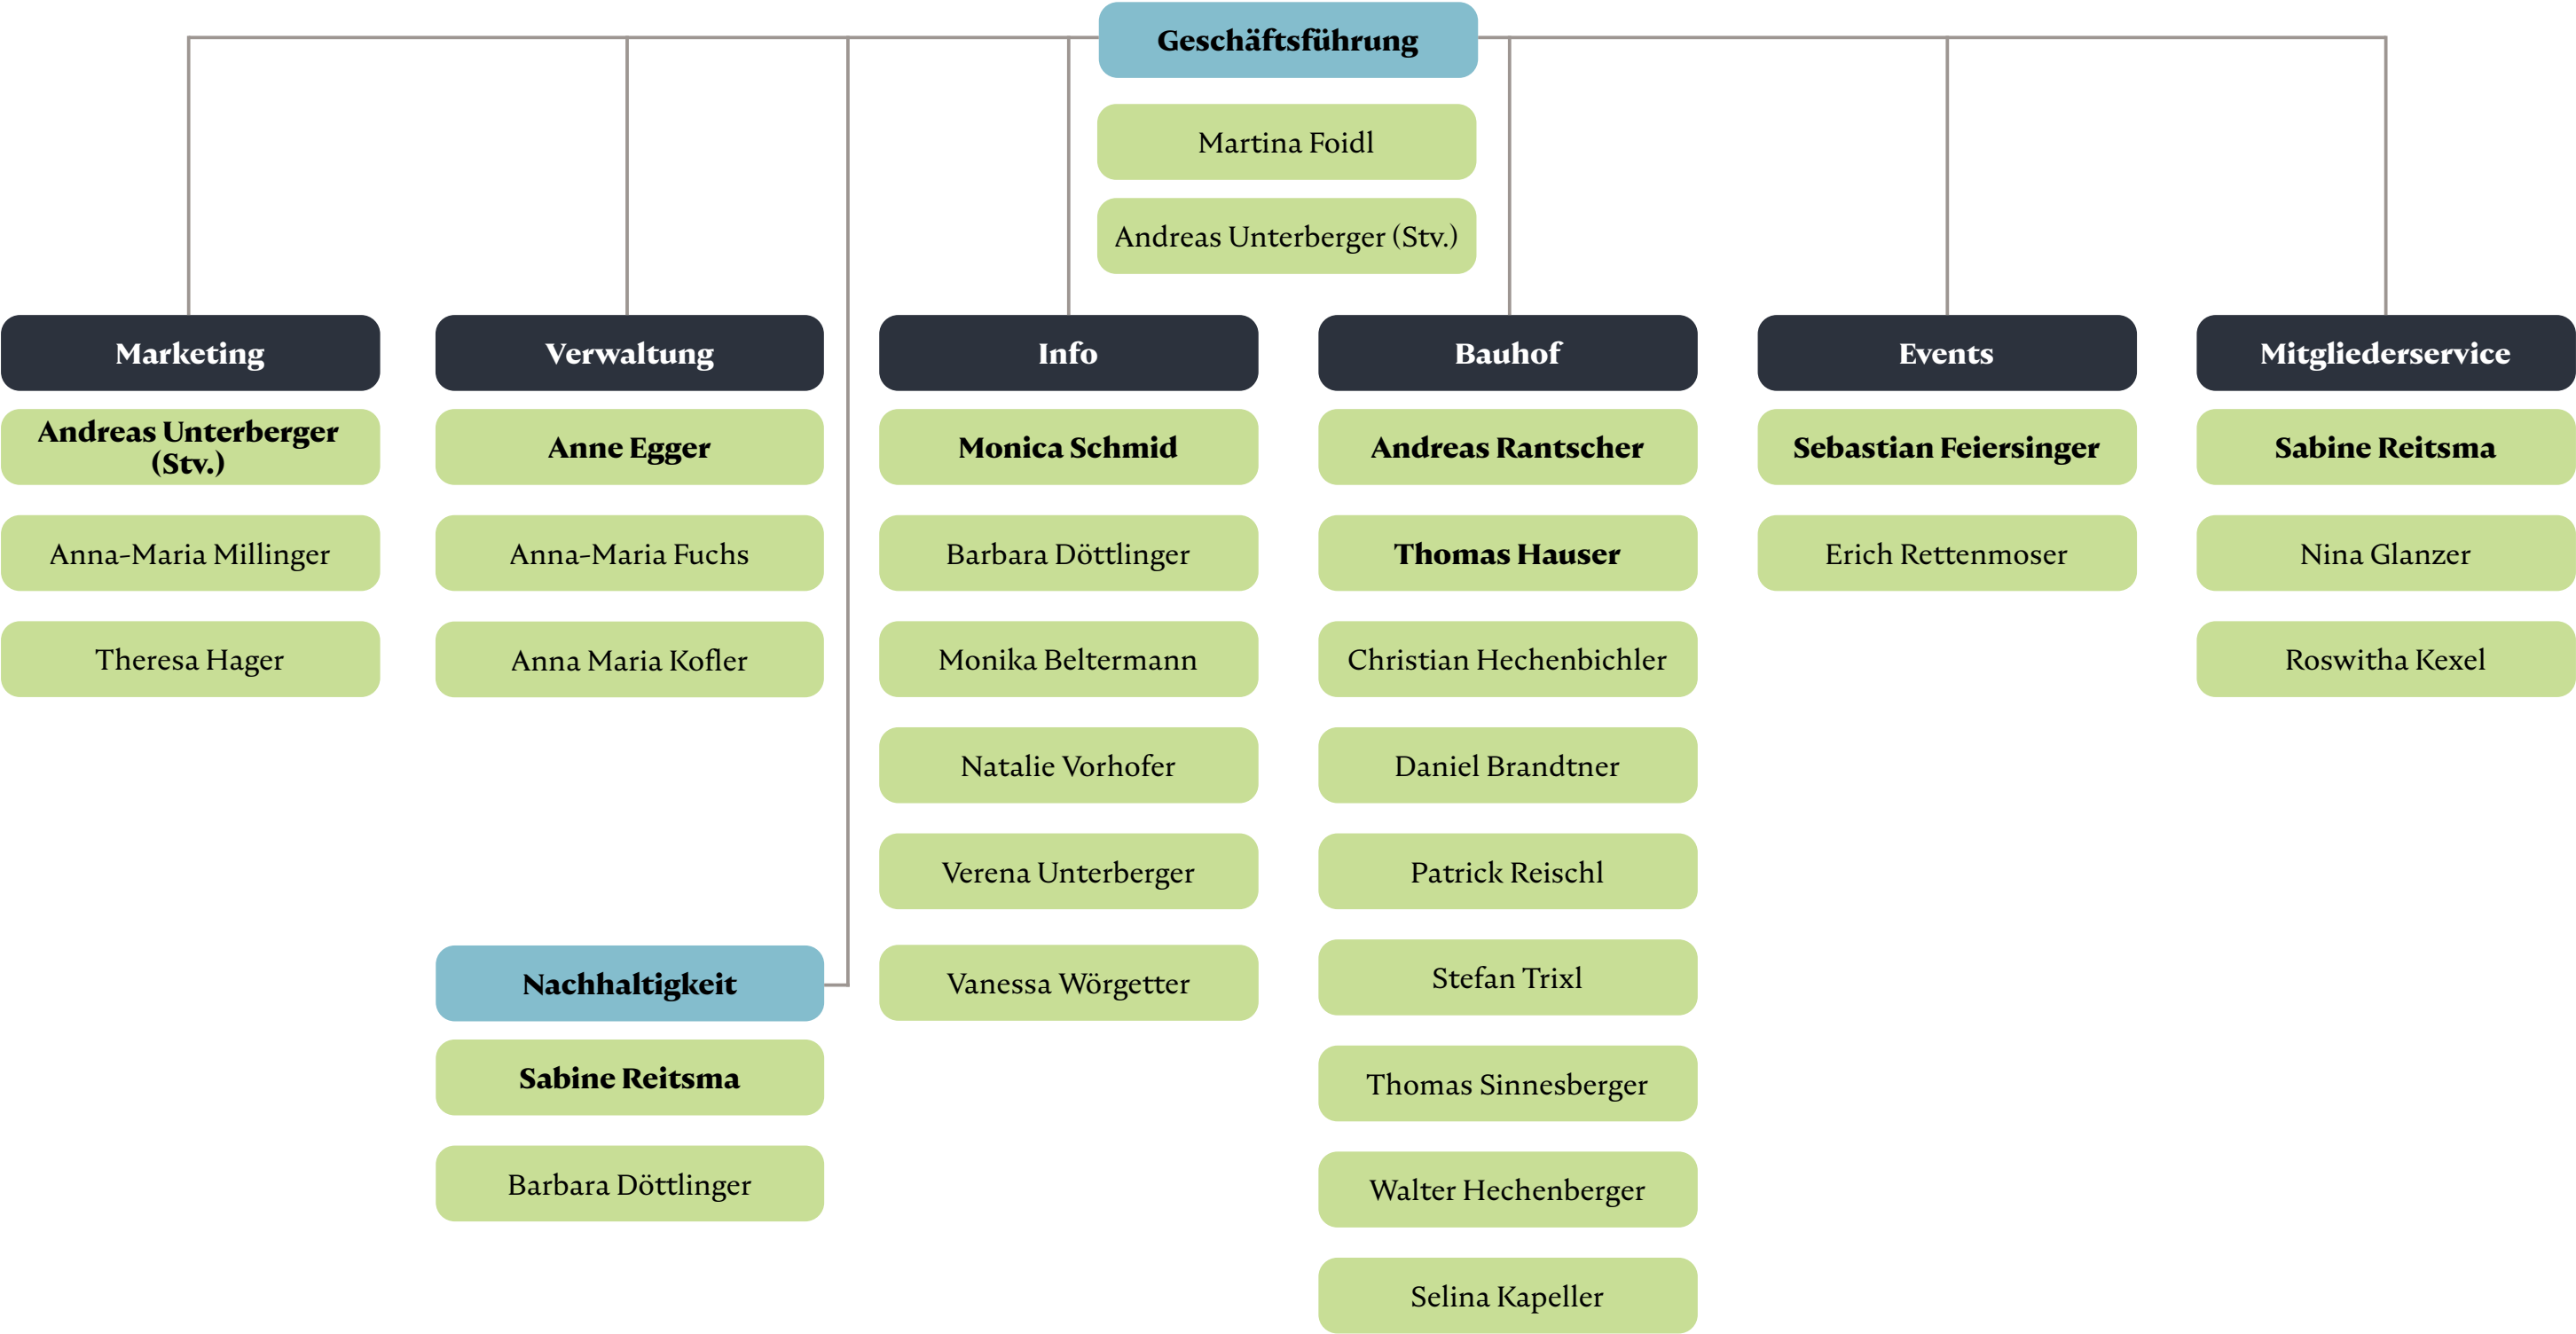 Geschäftsführung
Martina Foidl
Andreas Unterberger (Stv.)
Marketing
Andreas Unterberger
(Stv.)
Anna-Maria Millinger
Theresa Hager
Verwaltung
Anne Egger
Anna-Maria Fuchs
Anna Maria Kofler
Nachhaltigkeit
Sabine Reitsma
Barbara Döttlinger
Info
Monica Schmid
Barbara Döttlinger
Monika Beltermann
Natalie Vorhofer
Verena Unterberger
Vanessa Wörgetter
Bauhof
Andreas Rantscher
Thomas Hauser
Christian Hechenbichler
Daniel Brandtner
Patrick Reischl
Stefan Trixl
Thomas Sinnesberger
Walter Hechenberger
Selina Kapeller
Events
Sebastian Feiersinger
Erich Rettenmoser
Mitgliederservice
Sabine Reitsma
Nina Glanzer
Roswitha Kexel